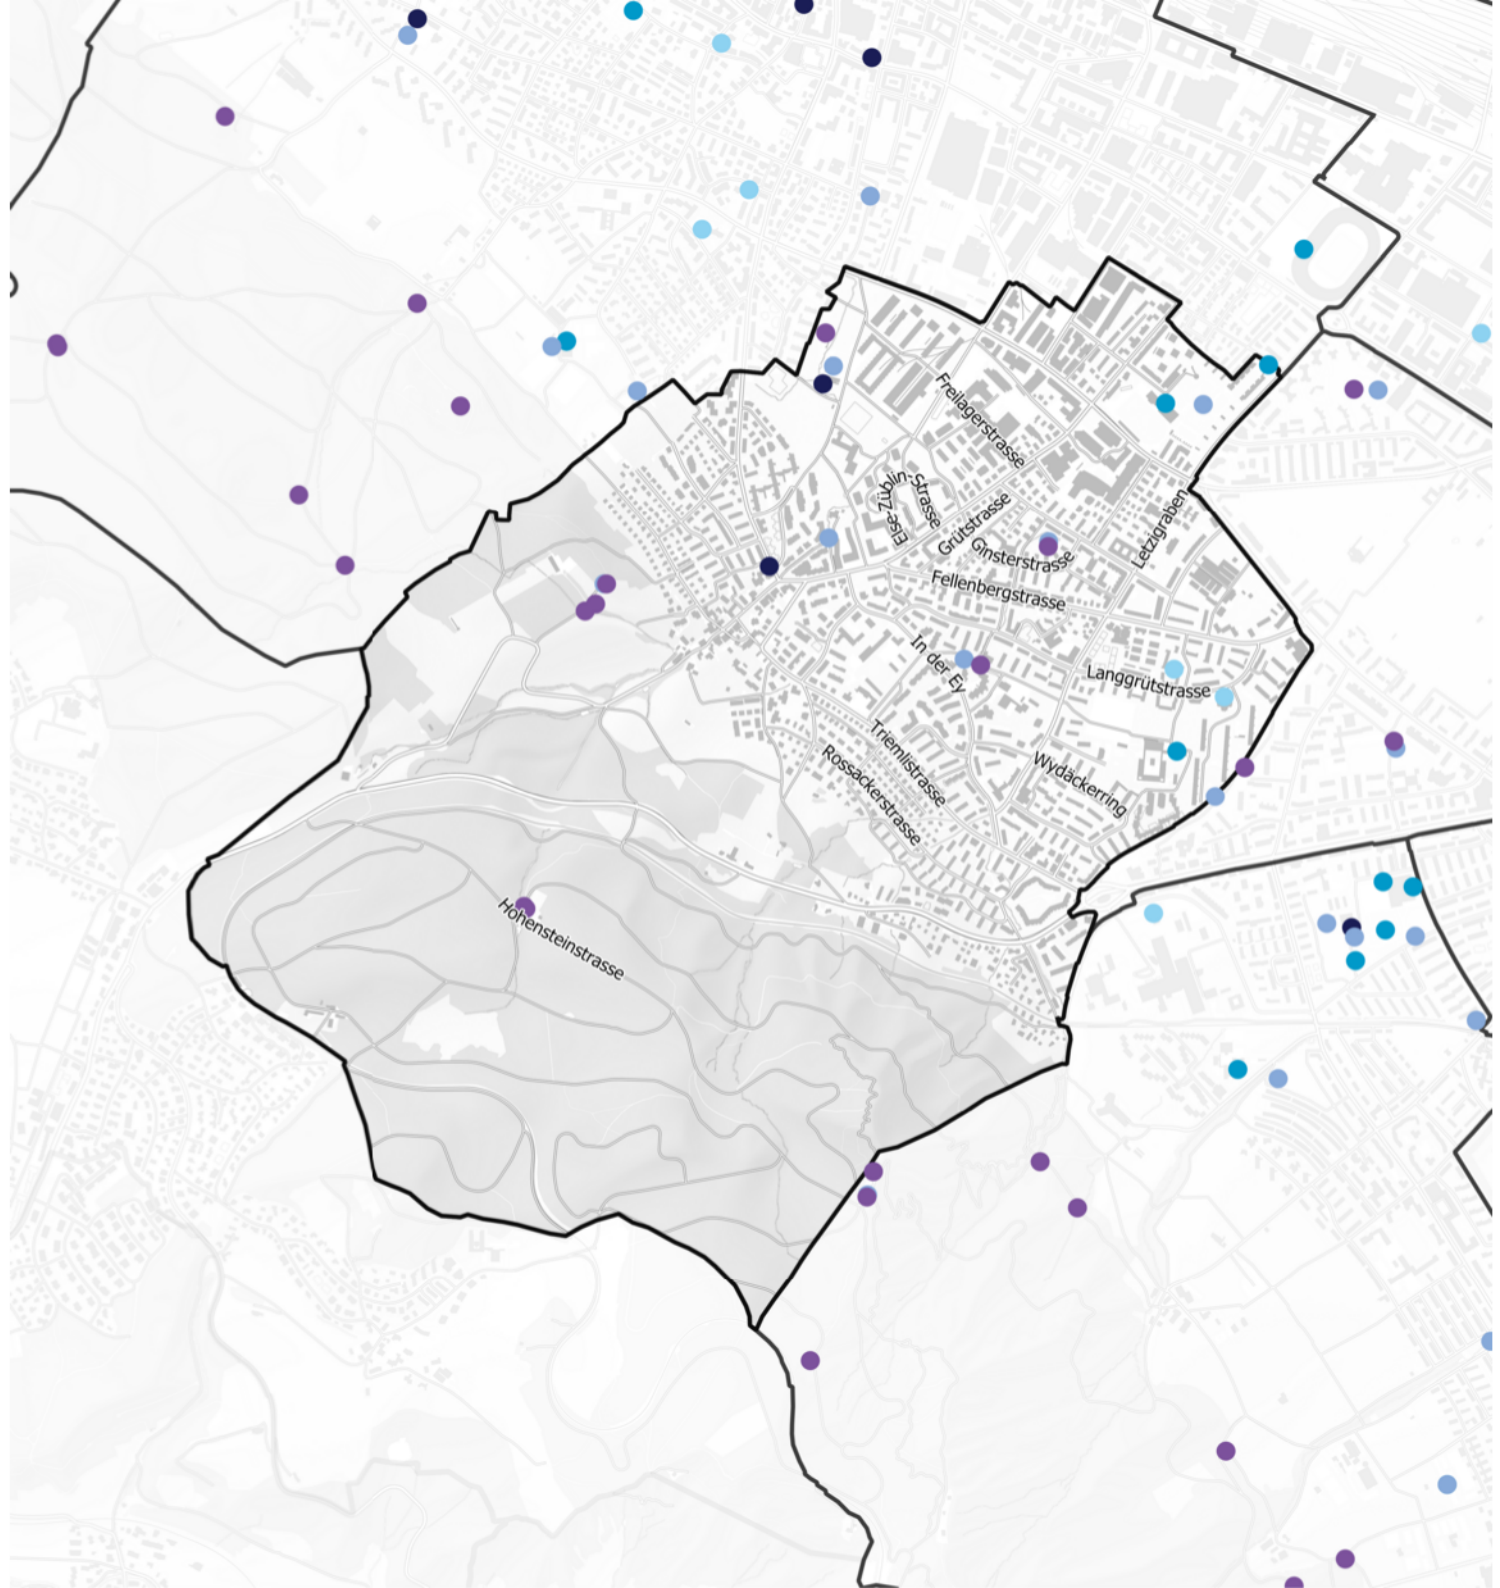 Freilagerstrasse
Else-Züblin-Strasse
Grütstrasse
Letzigraben
Ginsterstrasse
Fellenbergstrasse
In der Ey
Langgrütstrasse
Triemlistrasse
Rossackerstrasse
Wydäckerring
Hohensteinstrasse